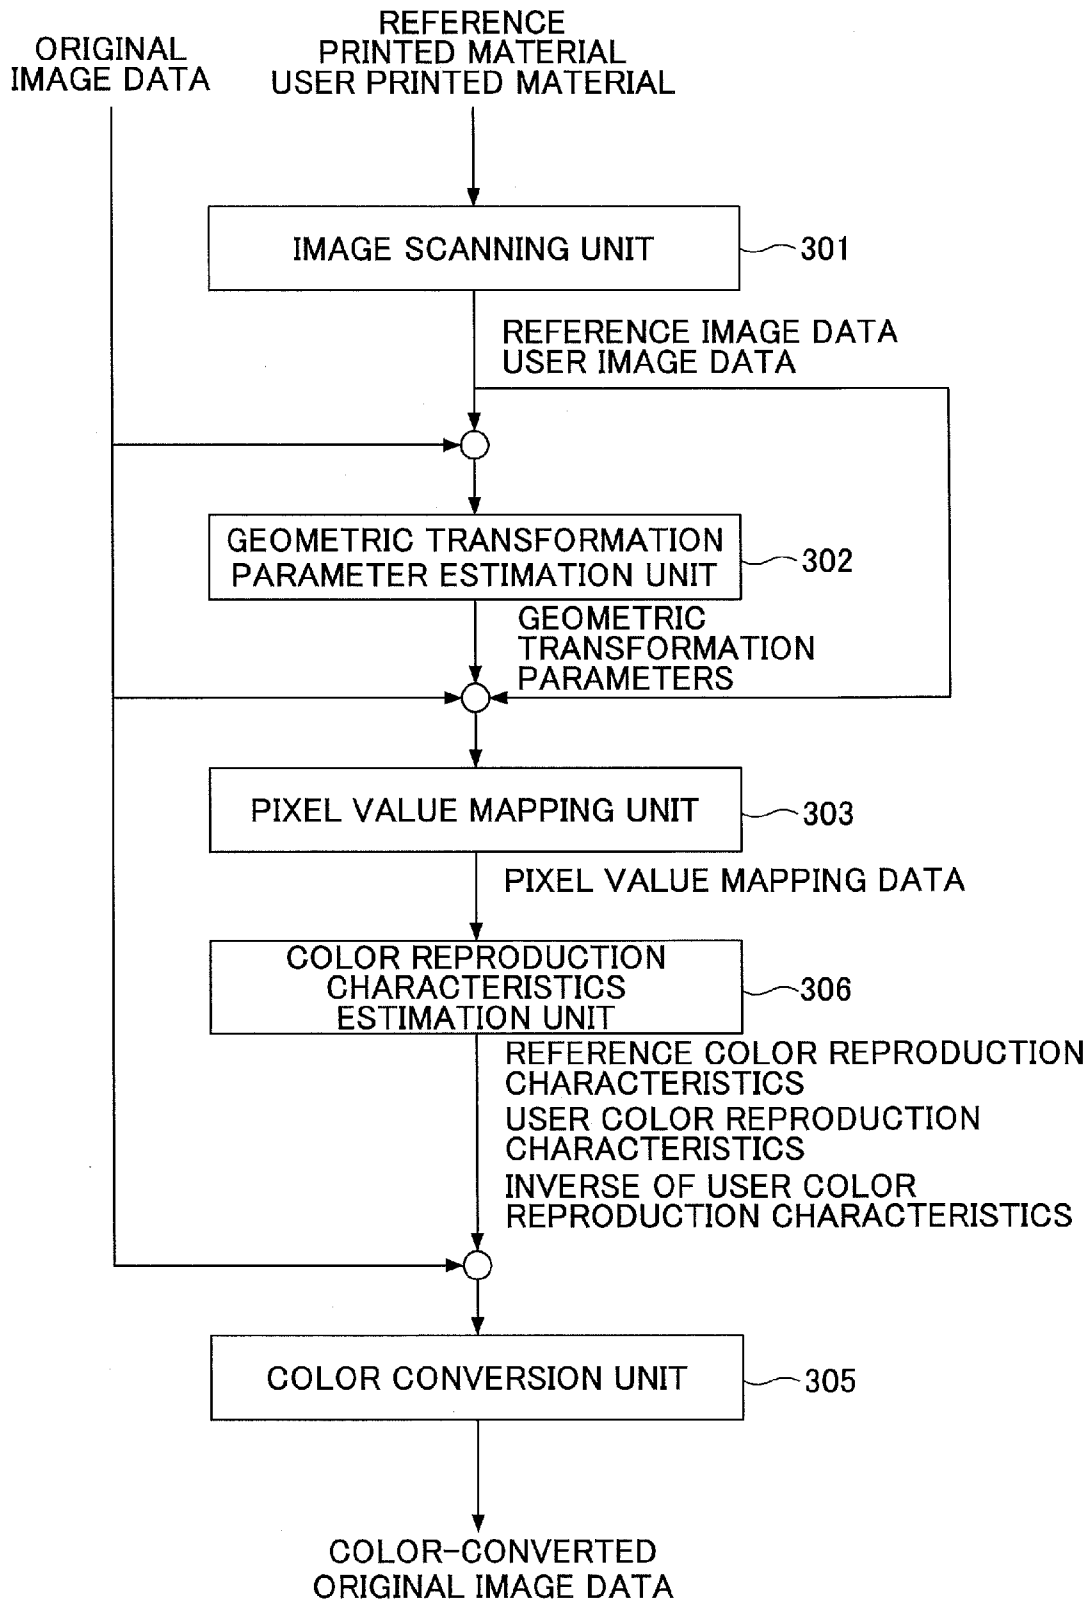 ORIGINAL
IMAGE DATA
REFERENCE
PRINTED MATERIAL
USER PRINTED MATERIAL
IMAGE SCANNING UNIT
301
REFERENCE IMAGE DATA
USER IMAGE DATA
GEOMETRIC TRANSFORMATION
PARAMETER ESTIMATION UNIT
302
GEOMETRIC
TRANSFORMATION
PARAMETERS
PIXEL VALUE MAPPING UNIT
303
PIXEL VALUE MAPPING DATA
COLOR REPRODUCTION
CHARACTERISTICS
ESTIMATION UNIT
306
REFERENCE COLOR REPRODUCTION
CHARACTERISTICS
USER COLOR REPRODUCTION
CHARACTERISTICS
INVERSE OF USER COLOR
REPRODUCTION CHARACTERISTICS
COLOR CONVERSION UNIT
305
COLOR-CONVERTED
ORIGINAL IMAGE DATA